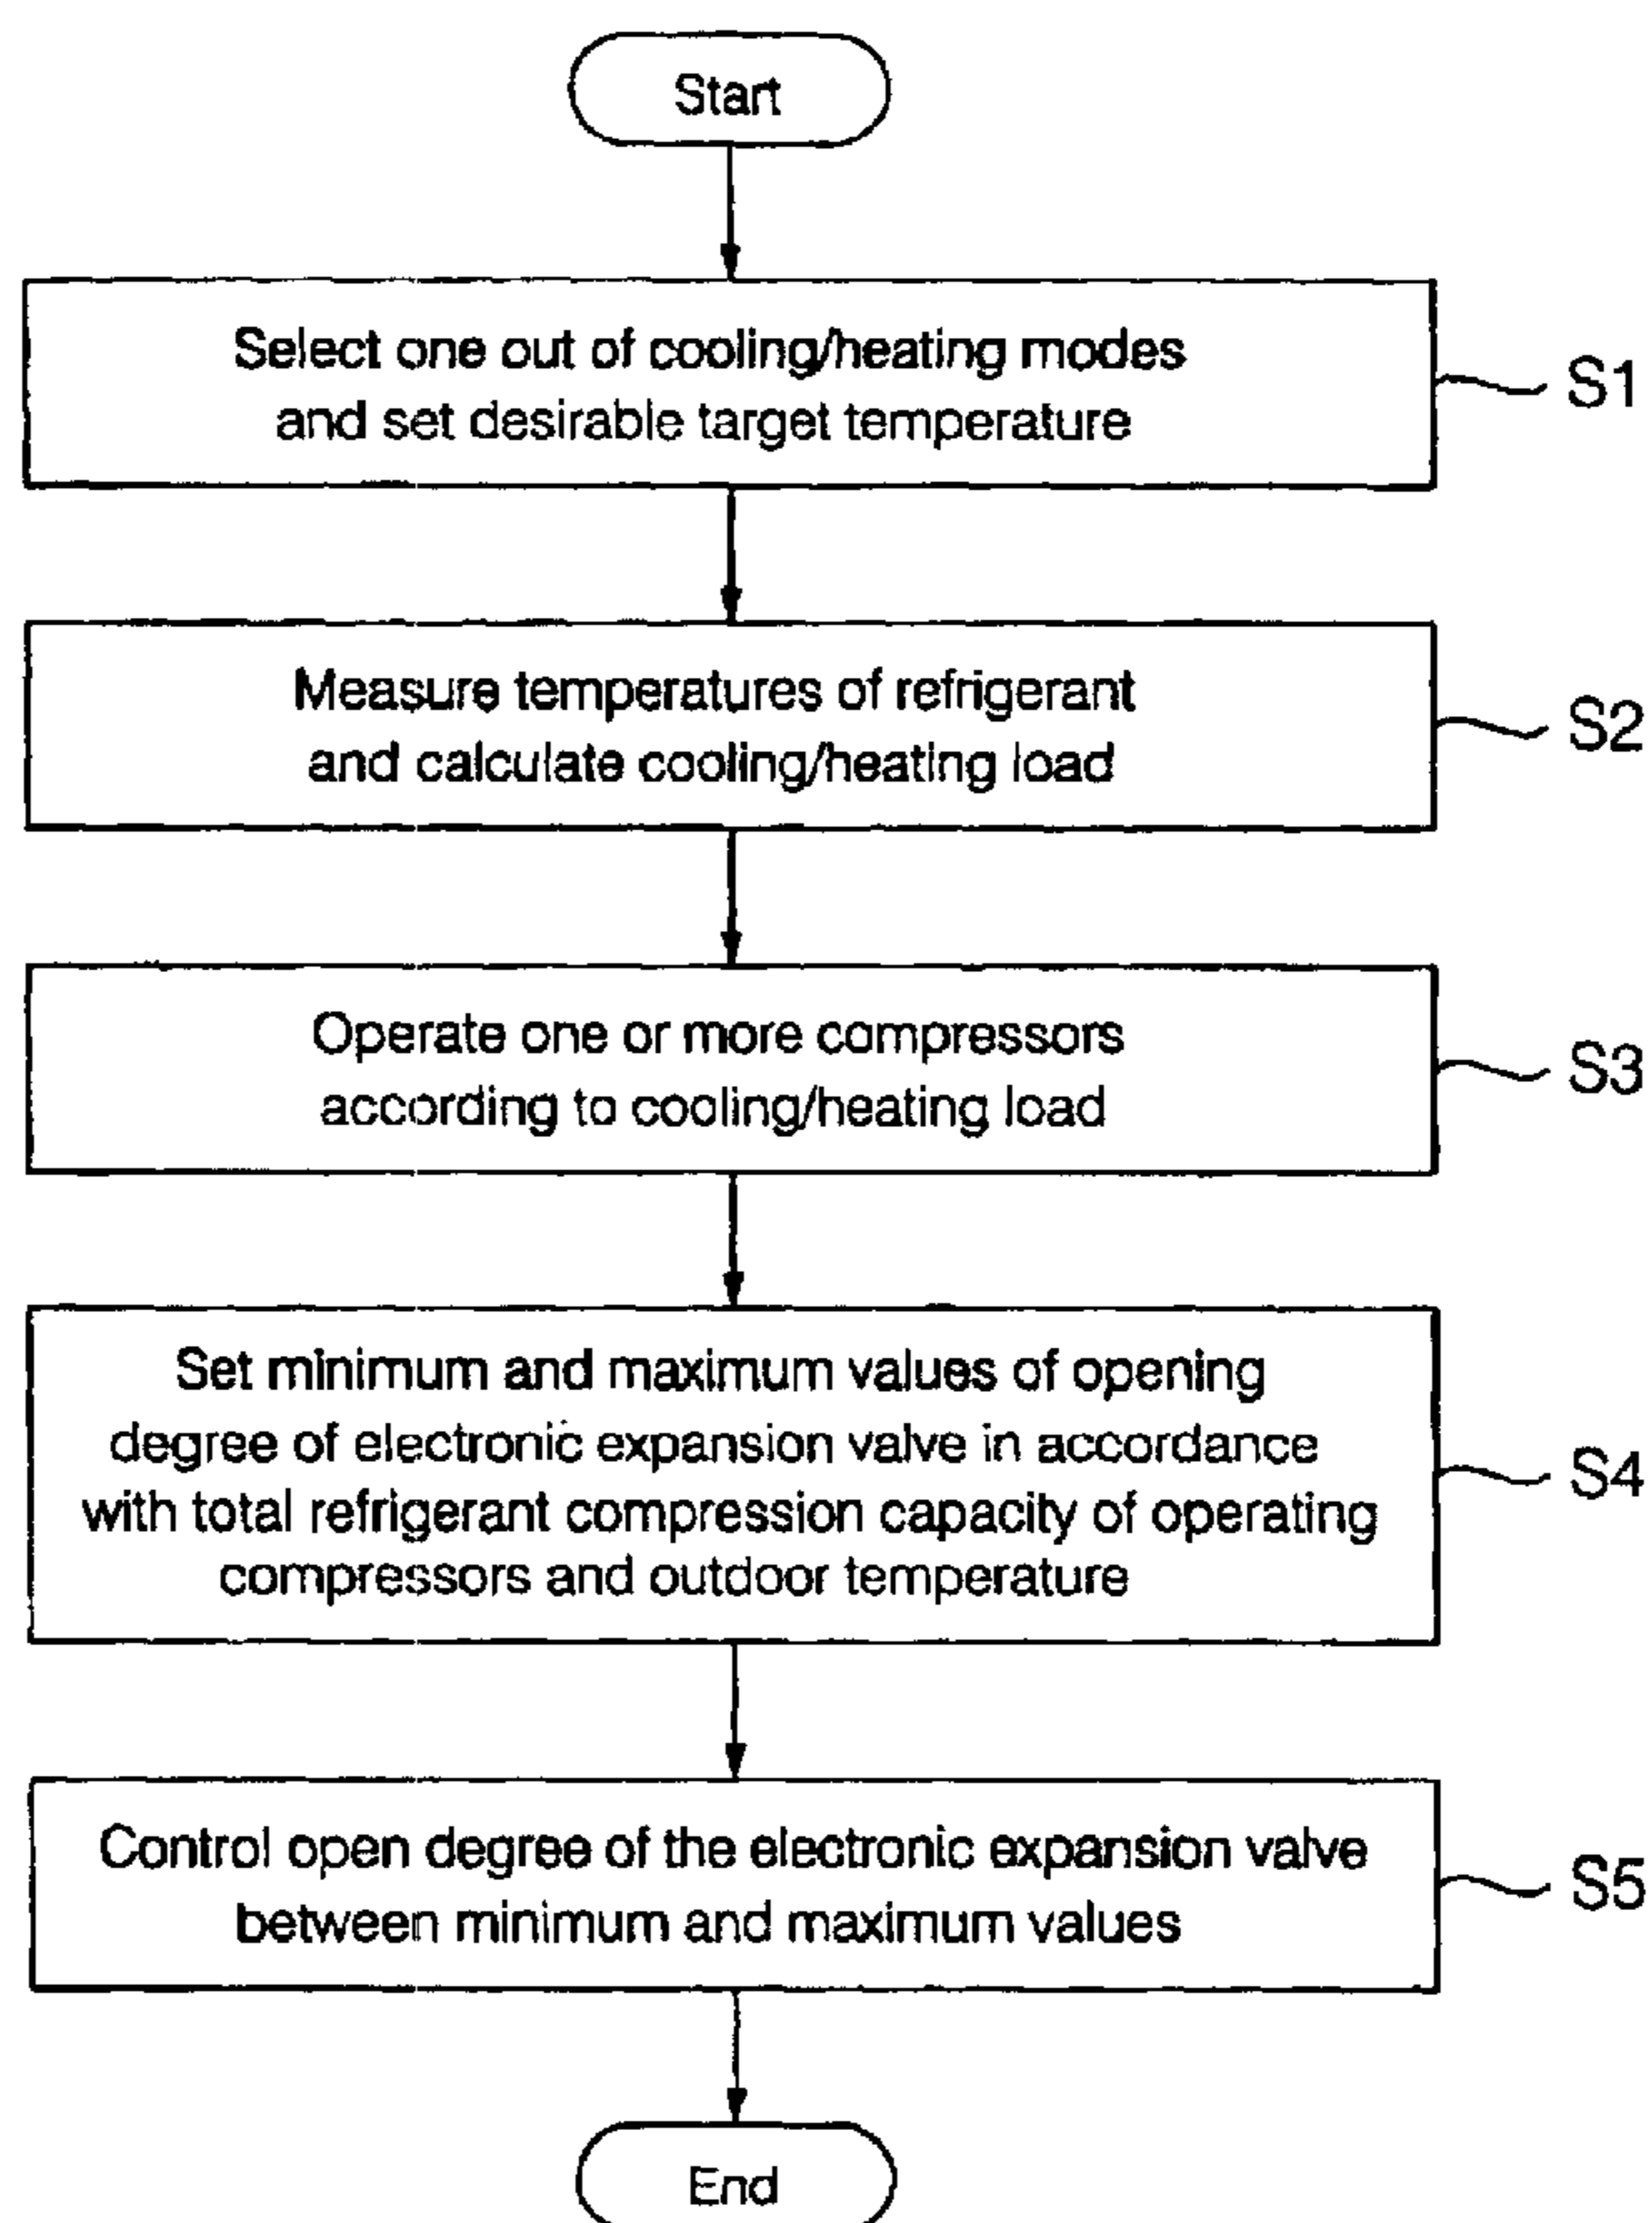 Start
Select one out of cooling/heating modes
and set desirable target temperature
S1
Measure temperatures of refrigerant
and calculate cooling/heating load
S2
Operate one or more compressors
according to cooling/heating load
S3
Set minimum and maximum values of opening
degree of electronic expansion valve in accordance
with total refrigerant compression capacity of operating
compressors and outdoor temperature
S4
Control open degree of the electronic expansion valve
between minimum and maximum values
S5
End